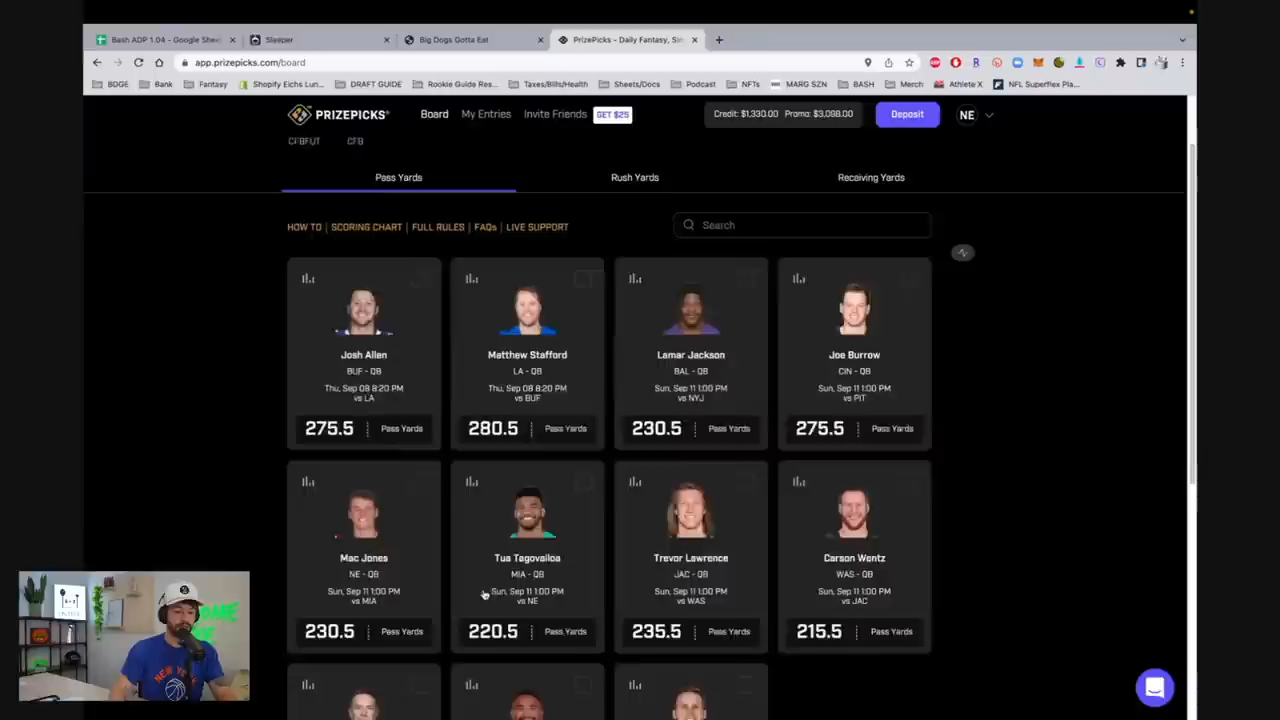 Bash ADP 1.04 - Google Shee
Sleeper
Big Dogs Gotta Eat
PrizePicks - Daily Fantasy, Sim
app.prizepicks.com/board
BDGE
Bank
Fantasy
Shopify Eichs Lun...
DRAFT GUIDE
Rookie Guide Res...
Taxes/Bills/Health
Sheets/Docs
Podcast
NFTs
MARG SZN
BASH
Merch
Athlete X
NFL Superflex Pla...
PRIZEPICKS
Board
My Entries
Invite Friends
GET $25
Credit: $1,330.00 Promo: $3,098.00
Deposit
NE
CFBFUT
CFB
Pass Yards
Rush Yards
Receiving Yards
HOW TO | SCORING CHART | FULL RULES | FAQs | LIVE SUPPORT
Search
Josh Allen
BUF - QB
Thu, Sep 08 8:20 PM
vs LA
275.5
Pass Yards
Matthew Stafford
LA - QB
Thu, Sep 08 8:20 PM
vs BUF
280.5
Pass Yards
Lamar Jackson
BAL - QB
Sun, Sep 11 1:00 PM
vs NYJ
230.5
Pass Yards
Joe Burrow
CIN - QB
Sun, Sep 11 1:00 PM
vs PIT
275.5
Pass Yards
Mac Jones
NE - QB
Sun, Sep 11 1:00 PM
vs MIA
230.5
Pass Yards
Tua Tagovailoa
MIA - QB
Sun, Sep 11 1:00 PM
vs NE
220.5
Pass Yards
Trevor Lawrence
JAC - QB
Sun, Sep 11 1:00 PM
vs WAS
235.5
Pass Yards
Carson Wentz
WAS - QB
Sun, Sep 11 1:00 PM
vs JAC
215.5
Pass Yards
NEW Y